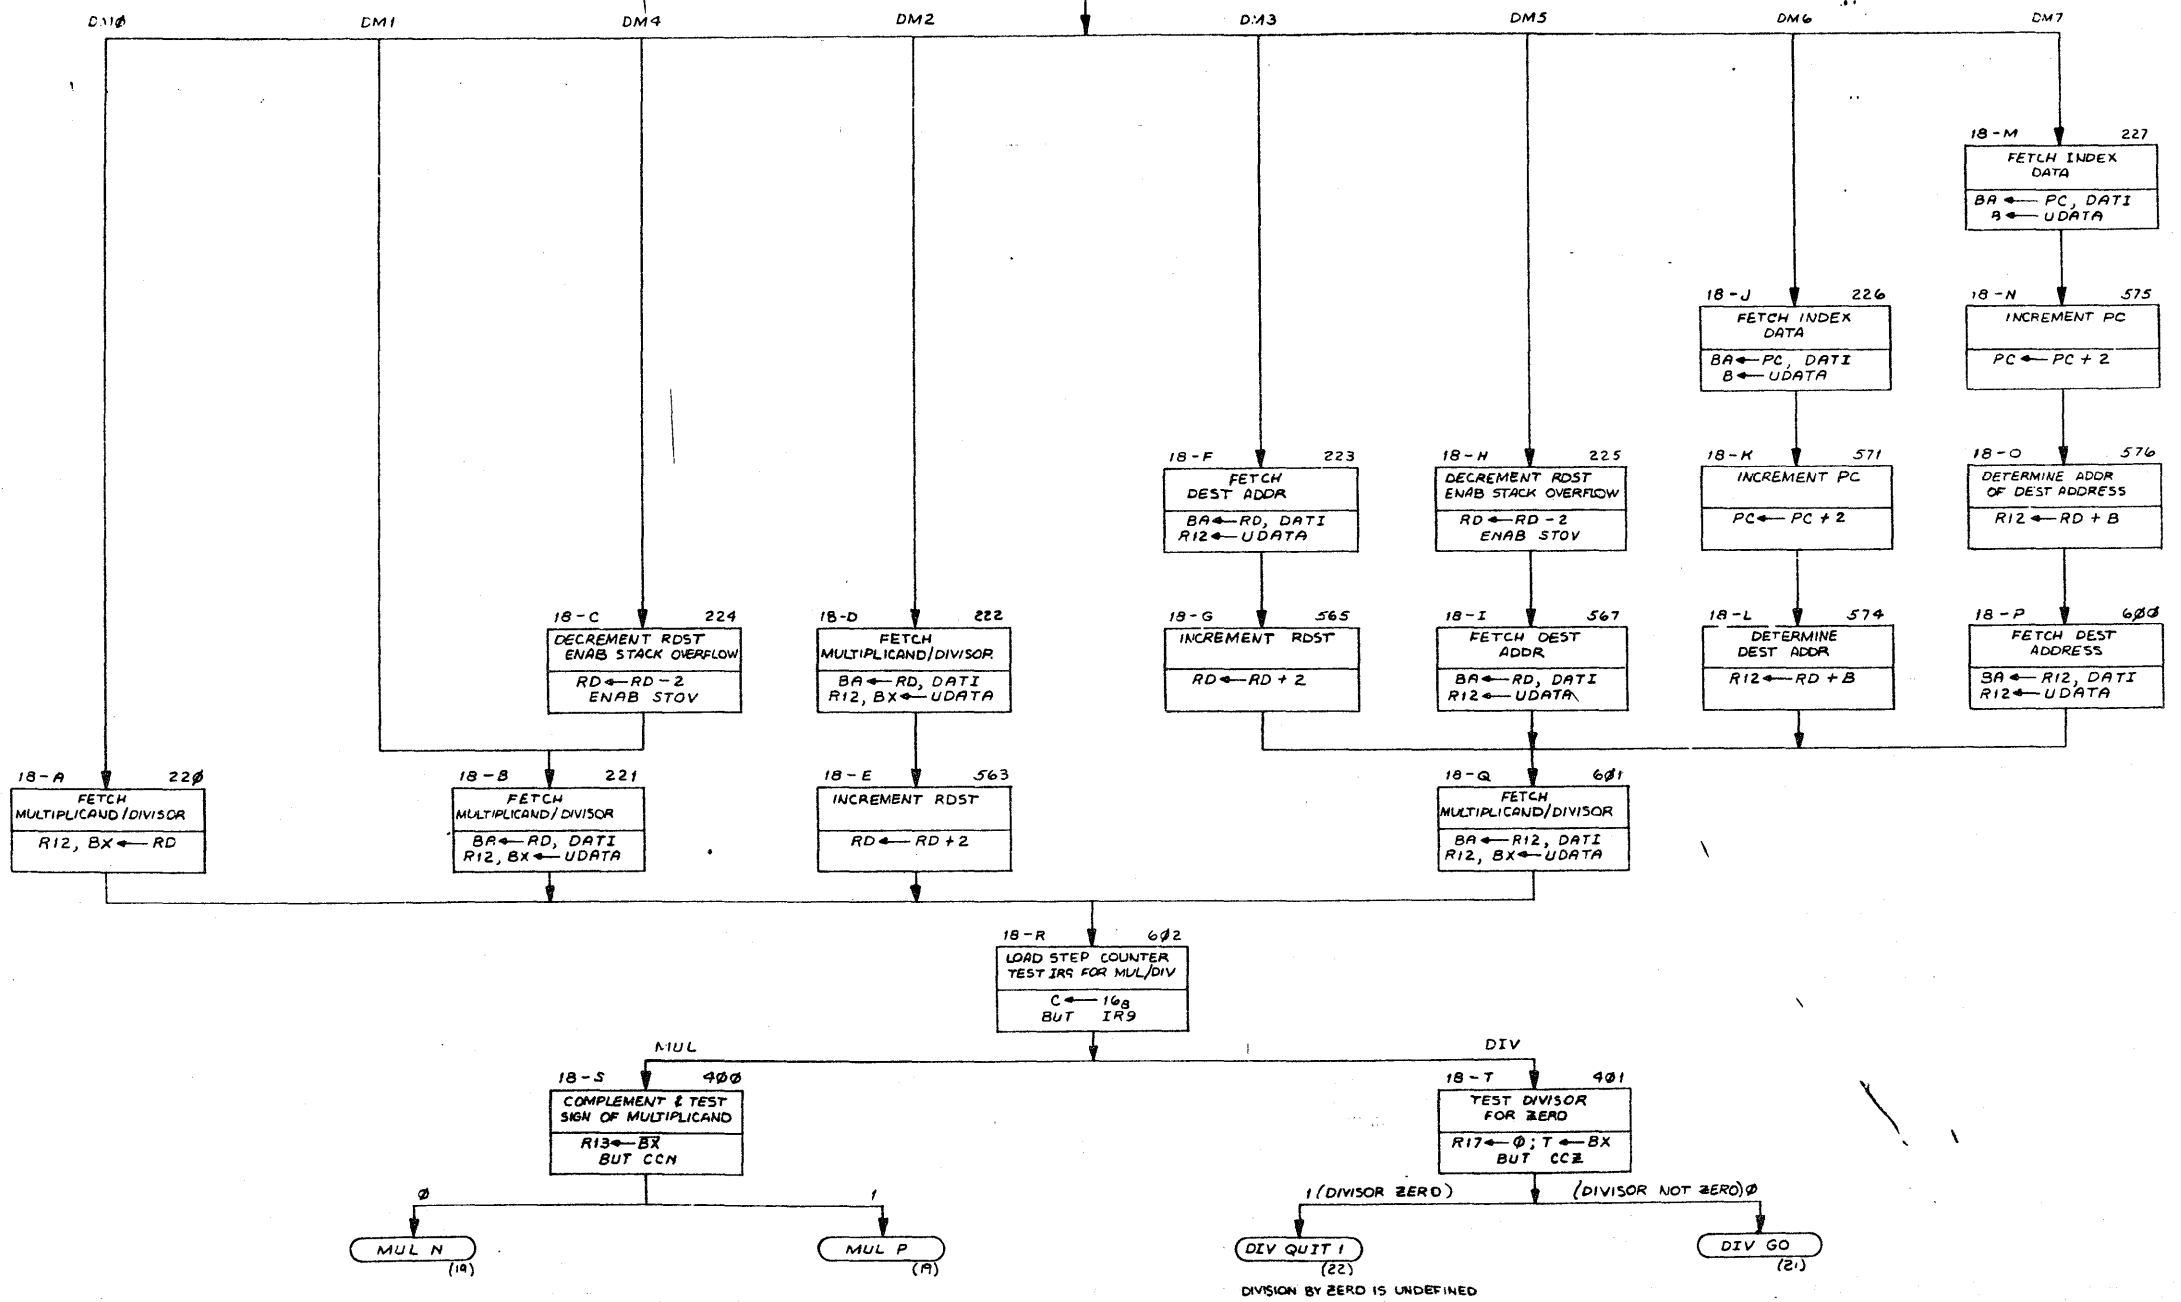 DMØ DM1 DM4 DM2 DM3 DM5 DM6 DM7
18-M 227
FETCH INDEX
DATA
BA ← PC, DATI
B ← UDATA
18-J 226
FETCH INDEX
DATA
BA ← PC, DATI
B ← UDATA
18-N 575
INCREMENT PC
PC ← PC + 2
18-F 223
FETCH
DEST ADDR
BA ← RD, DATI
R12 ← UDATA
18-H 225
DECREMENT RDST
ENAB STACK OVERFLOW
RD ← RD - 2
ENAB STOV
18-K 571
INCREMENT PC
PC ← PC + 2
18-O 576
DETERMINE ADDR
OF DEST ADDRESS
R12 ← RD + B
18-C 224
DECREMENT RDST
ENAB STACK OVERFLOW
RD ← RD - 2
ENAB STOV
18-D 222
FETCH
MULTIPLICAND/DIVISOR
BA ← RD, DATI
R12, BX ← UDATA
18-G 565
INCREMENT RDST
RD ← RD + 2
18-I 567
FETCH DEST
ADDR
BA ← RD, DATI
R12 ← UDATA
18-L 574
DETERMINE
DEST ADDR
R12 ← RD + B
18-P 6ØØ
FETCH DEST
ADDRESS
BA ← R12, DATI
R12 ← UDATA
18-A 22Ø
FETCH
MULTIPLICAND/DIVISOR
R12, BX ← RD
18-B 221
FETCH
MULTIPLICAND/DIVISOR
BA ← RD, DATI
R12, BX ← UDATA
18-E 563
INCREMENT RDST
RD ← RD + 2
18-Q 6Ø1
FETCH
MULTIPLICAND/DIVISOR
BA ← R12, DATI
R12, BX ← UDATA
18-R 6Ø2
LOAD STEP COUNTER
TEST IR9 FOR MUL/DIV
C ← 16₈
BUT IR9
MUL DIV
18-S 4ØØ
COMPLEMENT & TEST
SIGN OF MULTIPLICAND
R13 ← B̅X̅
BUT CCN
18-T 4Ø1
TEST DIVISOR
FOR ZERO
R17 ← Ø; T ← BX
BUT CCZ
Ø 1
1 (DIVISOR ZERO) (DIVISOR NOT ZERO) Ø
MUL N
(19)
MUL P
(19)
DIV QUIT 1
(22)
DIV GO
(21)
DIVISION BY ZERO IS UNDEFINED